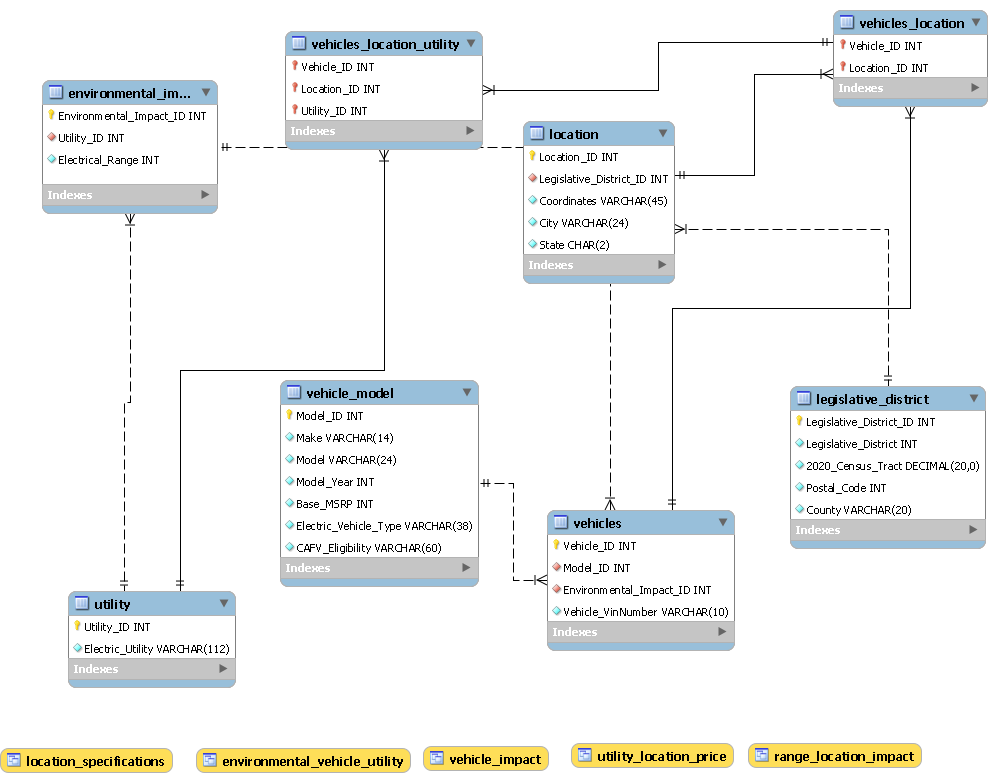 vehicles_location_utility
Vehicle_ID INT
Location_ID INT
Utility_ID INT
Indexes
vehicles_location
Vehicle_ID INT
Location_ID INT
Indexes
environmental_im...
Environmental_Impact_ID INT
Utility_ID INT
Electrical_Range INT
Indexes
location
Location_ID INT
Legislative_District_ID INT
Coordinates VARCHAR(45)
City VARCHAR(24)
State CHAR(2)
Indexes
vehicle_model
Model_ID INT
Make VARCHAR(14)
Model VARCHAR(24)
Model_Year INT
Base_MSRP INT
Electric_Vehicle_Type VARCHAR(38)
CAFV_Eligibility VARCHAR(60)
Indexes
legislative_district
Legislative_District_ID INT
Legislative_District INT
2020_Census_Tract DECIMAL(20,0)
Postal_Code INT
County VARCHAR(20)
Indexes
vehicles
Vehicle_ID INT
Model_ID INT
Environmental_Impact_ID INT
Vehicle_VinNumber VARCHAR(10)
Indexes
utility
Utility_ID INT
Electric_Utility VARCHAR(112)
Indexes
location_specifications
environmental_vehicle_utility
vehicle_impact
utility_location_price
range_location_impact